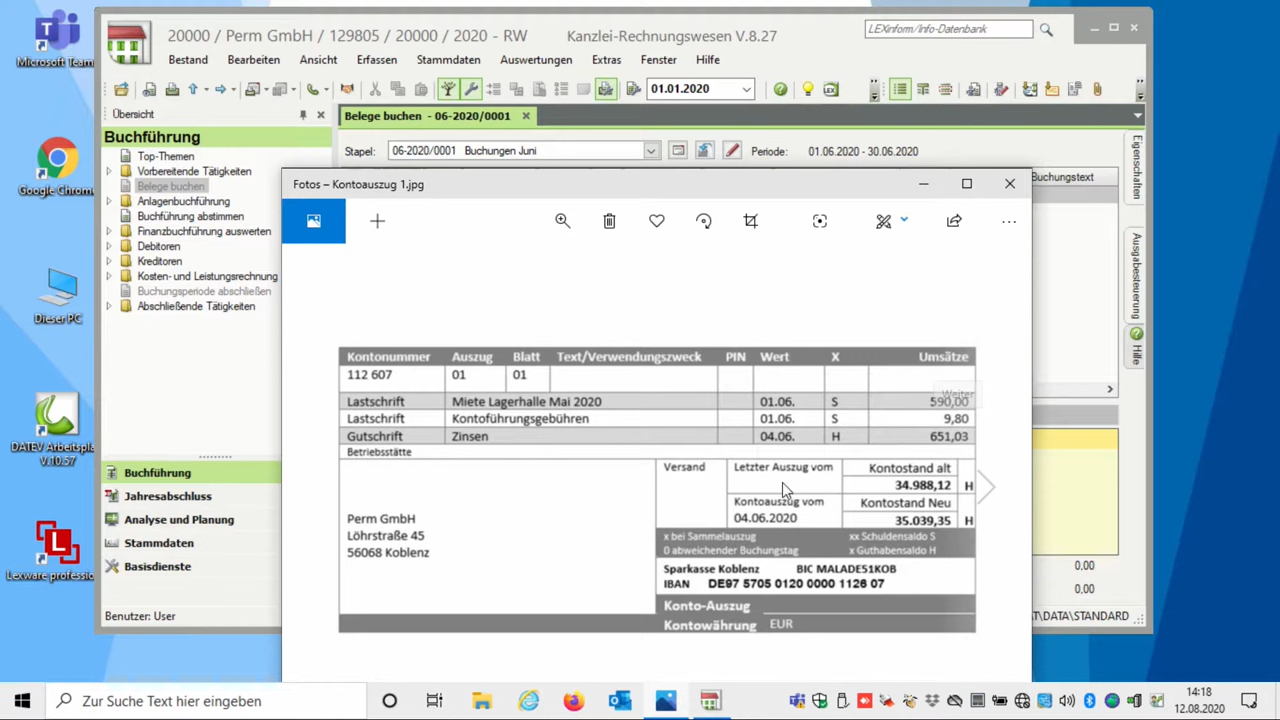 Microsoft Team
Google Chrom
Dieser PC
DATEV Arbeitspla
V.10.57
Lexware professio
GmbH / 129805 / 20000 / 2020 - RW
Kanzlei-Rechnungswesen V.8.27
LEXinform/Info-Datenbank
Bestand Bearbeiten Ansicht Erfassen Stammdaten Auswertungen Extras Fenster Hilfe
01.01.2020
Übersicht
Belege buchen - 06-2020/0001
Buchführung
Top-Themen
Vorbereitende Tätigkeiten
Belege buchen
Anlagenbuchführung
Buchführung abstimmen
Finanzbuchführung auswerten
Debitoren
Kreditoren
Kosten- und Leistungsrechnung
Buchungsperiode abschließen
Abschließende Tätigkeiten
Buchführung
Jahresabschluss
Analyse und Planung
Stammdaten
Basisdienste
Benutzer: User
Stapel: 06-2020/0001 Buchungen Juni
Periode: 01.06.2020 - 30.06.2020
Buchungstext
Eigenschaften
Ausgabesteuerung
Hilfe
0,00
0,00
T\DATA\STANDARD
Fotos – Kontoauszug 1.jpg
Kontonummer Auszug Blatt Text/Verwendungszweck PIN Wert X Umsätze
112 607 01 01
Weiter
Lastschrift Miete Lagerhalle Mai 2020 01.06. S 590,00
Lastschrift Kontoführungsgebühren 01.06. S 9,80
Gutschrift Zinsen 04.06. H 651,03
Betriebsstätte
Versand Letzter Auszug vom Kontostand alt
34.988,12 H
Kontoauszug vom Kontostand Neu
04.06.2020 35.039,35 H
Perm GmbH
Löhrstraße 45
56068 Koblenz
x bei Sammelauszug xx Schuldensaldo S
0 abweichender Buchungstag x Guthabensaldo H
Sparkasse Koblenz BIC MALADE51KOB
IBAN DE97 5705 0120 0000 1126 07
Konto-Auszug
Kontowährung EUR
Zur Suche Text hier eingeben
14:18
12.08.2020